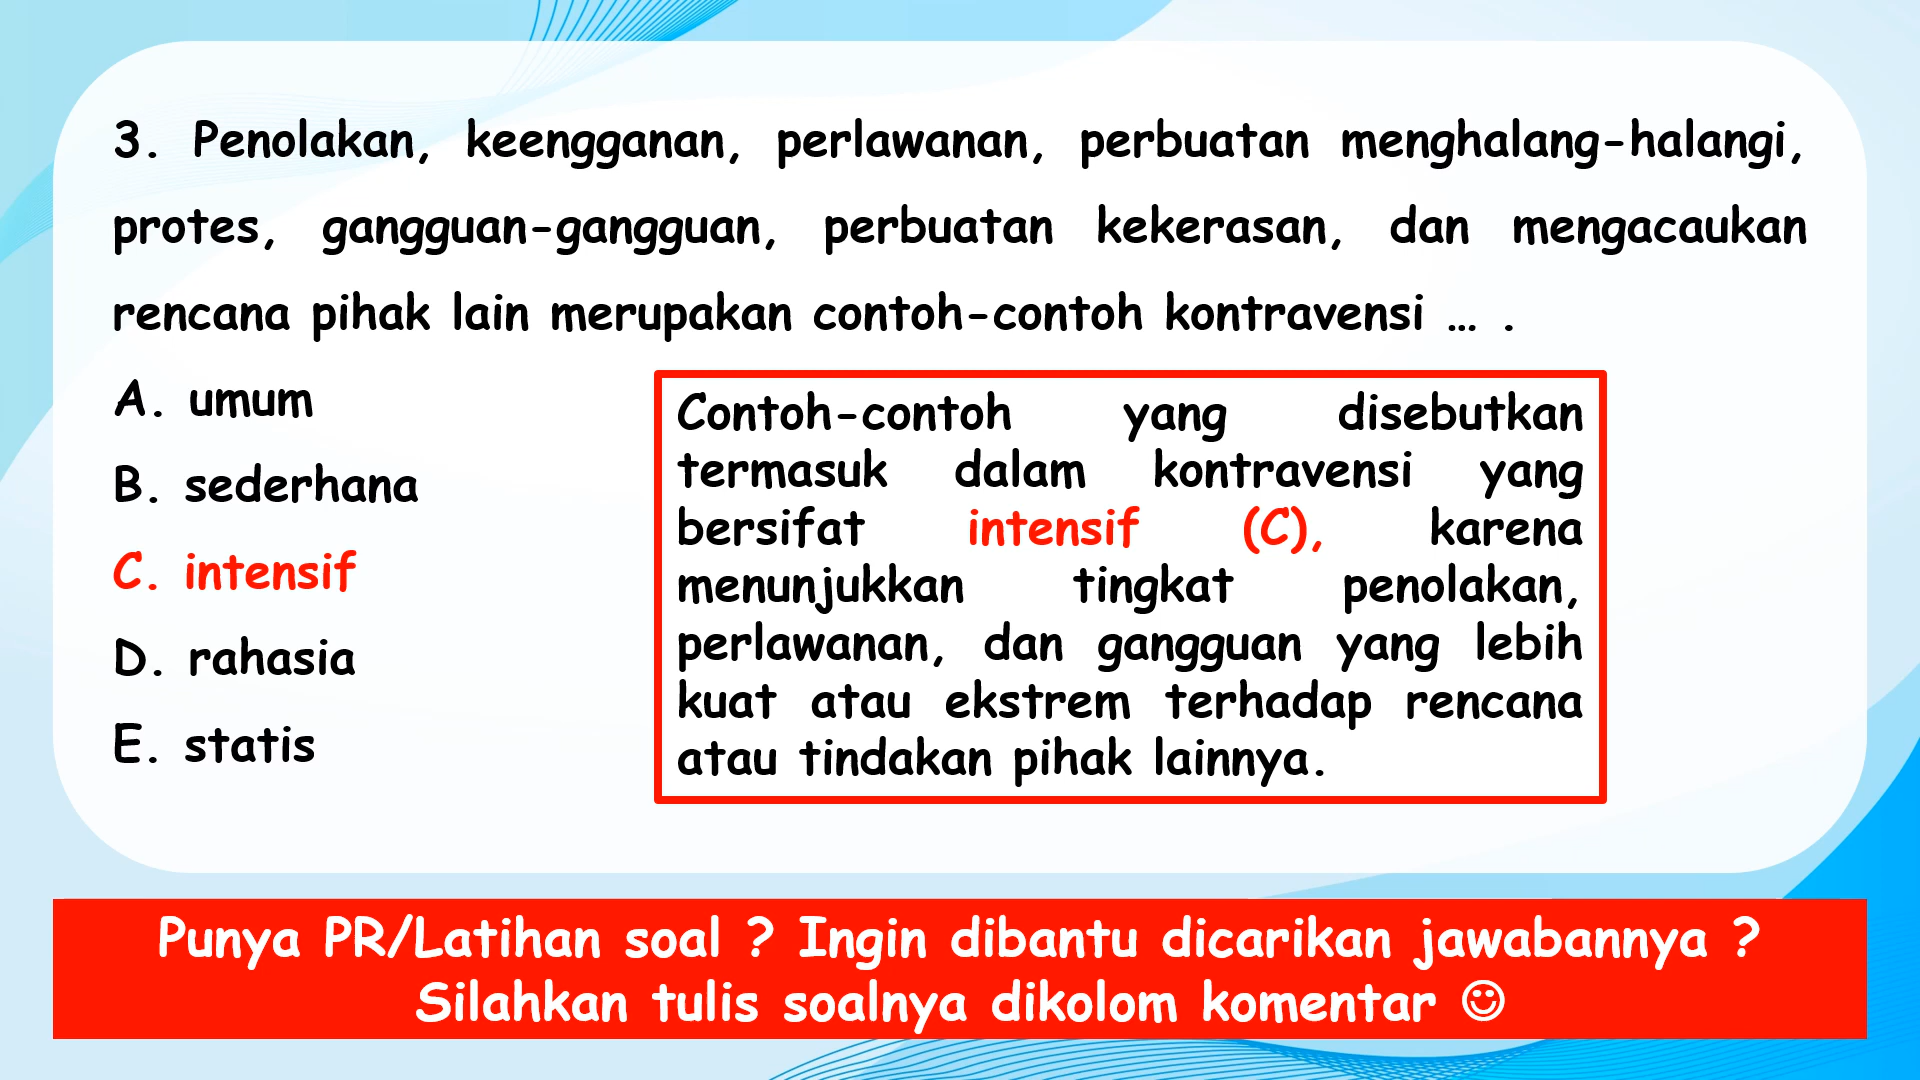 3. Penolakan, keengganan, perlawanan, perbuatan menghalang-halangi,
protes, gangguan-gangguan, perbuatan kekerasan, dan mengacaukan
rencana pihak lain merupakan contoh-contoh kontravensi ... .
A. umum
B. sederhana
C. intensif
D. rahasia
E. statis
Contoh-contoh yang disebutkan
termasuk dalam kontravensi yang
bersifat intensif (C), karena
menunjukkan tingkat penolakan,
perlawanan, dan gangguan yang lebih
kuat atau ekstrem terhadap rencana
atau tindakan pihak lainnya.
Punya PR/Latihan soal ? Ingin dibantu dicarikan jawabannya ?
Silahkan tulis soalnya dikolom komentar ☺